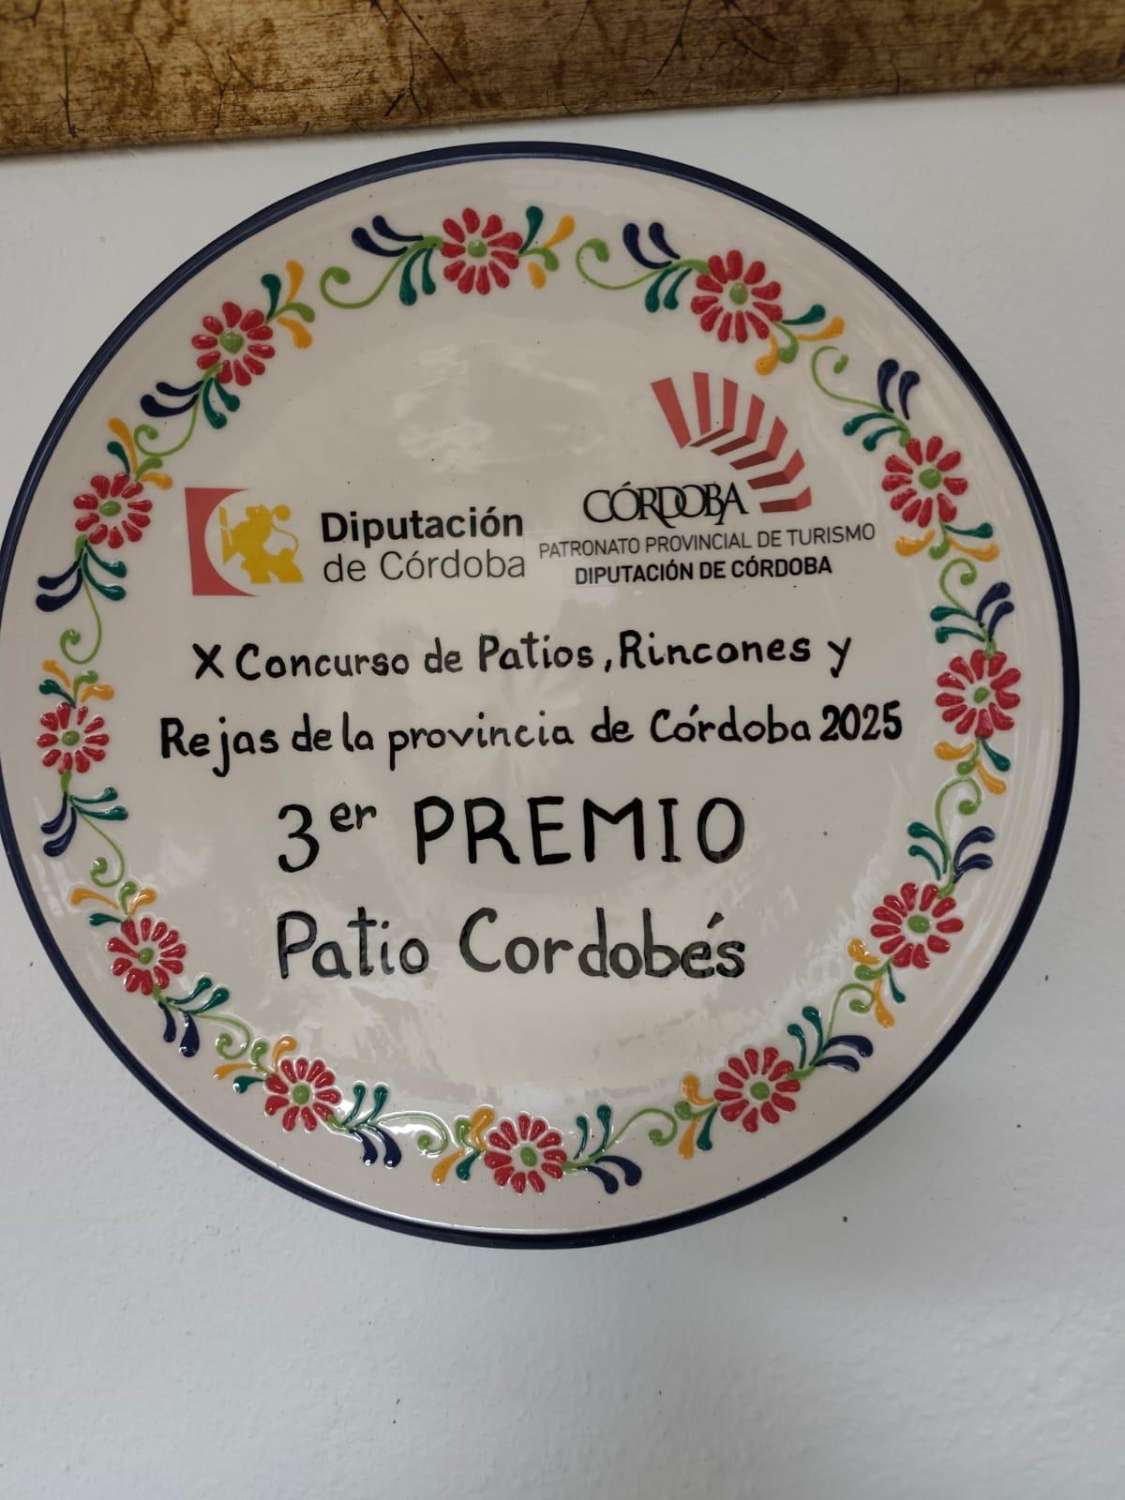 Diputación
de Córdoba
CÓRDOBA
PATRONATO PROVINCIAL DE TURISMO
DIPUTACIÓN DE CÓRDOBA
X Concurso de Patios, Rincones y
Rejas de la provincia de Córdoba 2025
3er PREMIO
Patio Cordobés